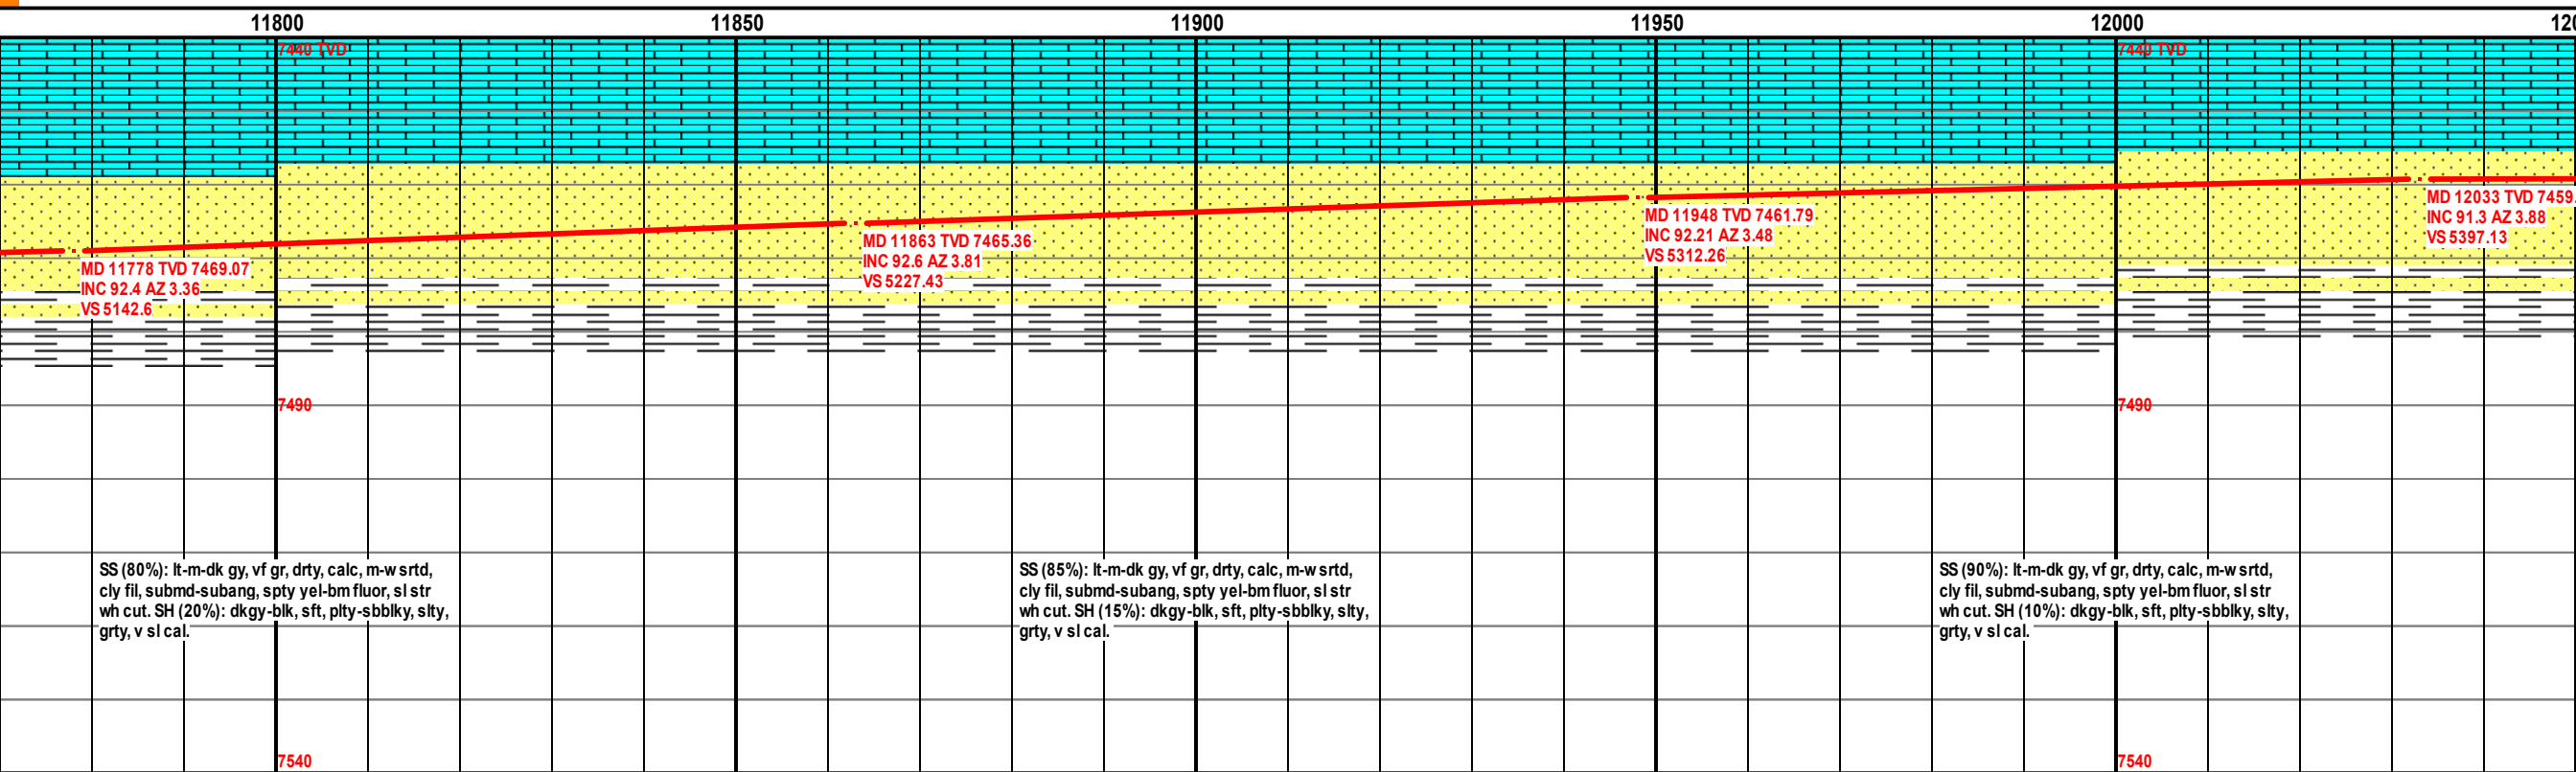 11800
11850
11900
11950
12000
7440 TVD
7440 TVD
MD 11778 TVD 7469.07
INC 92.4 AZ 3.36
VS 5142.6
MD 11863 TVD 7465.36
INC 92.6 AZ 3.81
VS 5227.43
MD 11948 TVD 7461.79
INC 92.21 AZ 3.48
VS 5312.26
MD 12033 TVD 7459.
INC 91.3 AZ 3.88
VS 5397.13
7490
7490
SS (80%): lt-m-dk gy, vf gr, drty, calc, m-w srtd,
cly fil, submd-subang, spty yel-brn fluor, sl str
wh cut. SH (20%): dkgy-blk, sft, plty-sbblky, slty,
grty, v sl cal.
SS (85%): lt-m-dk gy, vf gr, drty, calc, m-w srtd,
cly fil, submd-subang, spty yel-brn fluor, sl str
wh cut. SH (15%): dkgy-blk, sft, plty-sbblky, slty,
grty, v sl cal.
SS (90%): lt-m-dk gy, vf gr, drty, calc, m-w srtd,
cly fil, submd-subang, spty yel-brn fluor, sl str
wh cut. SH (10%): dkgy-blk, sft, plty-sbblky, slty,
grty, v sl cal.
7540
7540